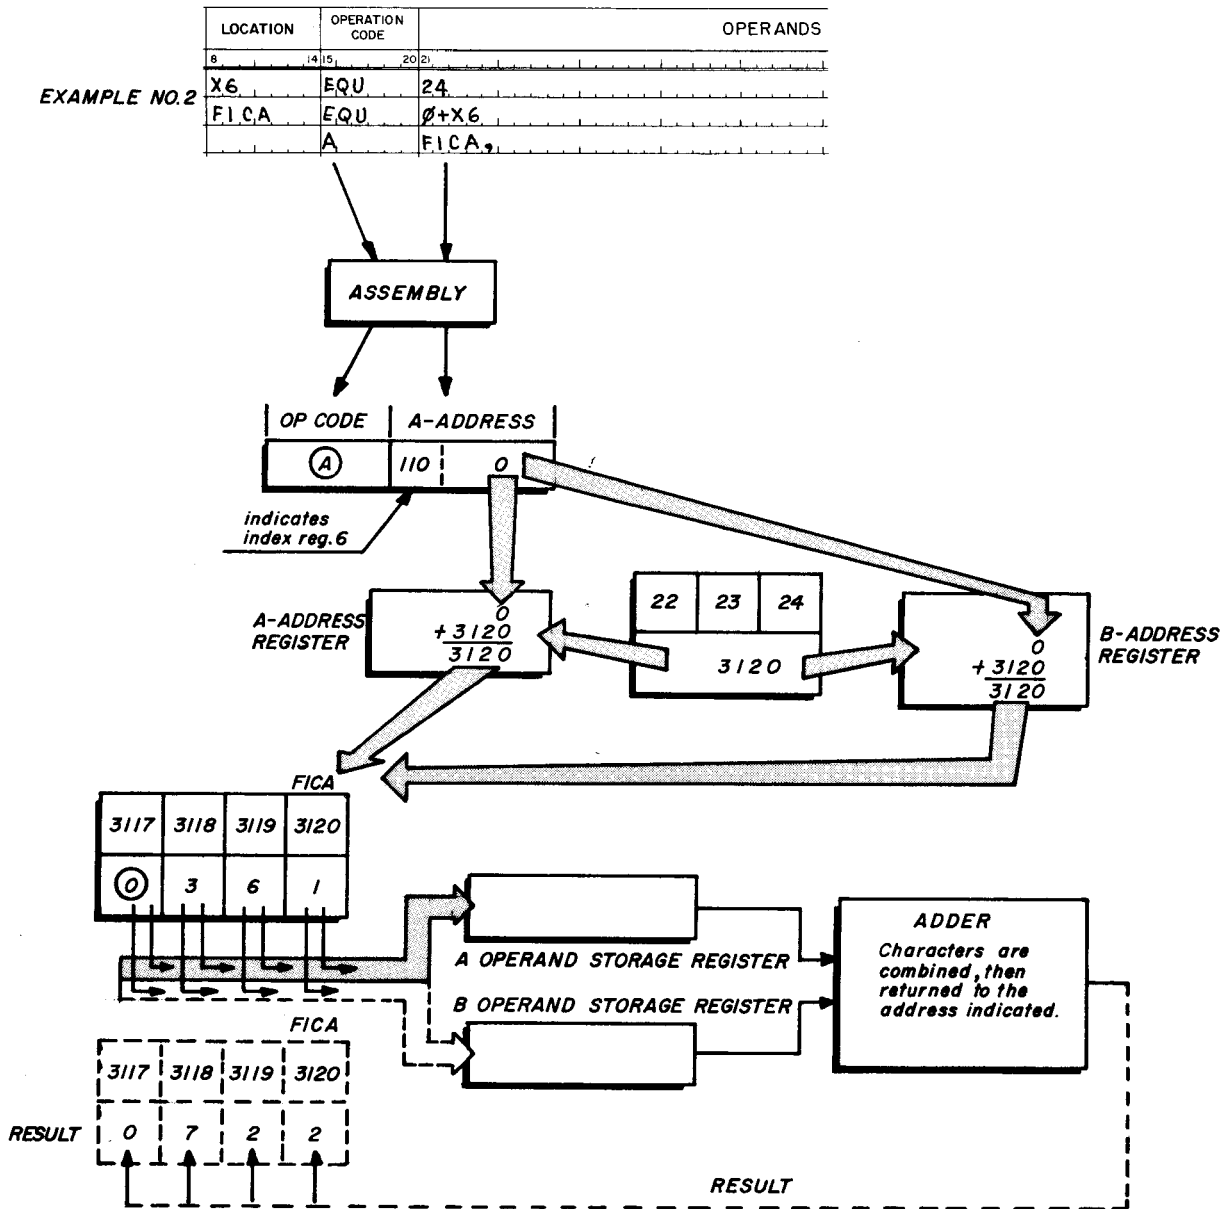 LOCATION OPERATION CODE OPERANDS
8 14 15 20 21
EXAMPLE NO.2
X6 EQU 24
FICA EQU Ø+X6
A FICA,
ASSEMBLY
OP CODE A-ADDRESS
A 110 0
indicates
index reg. 6
A-ADDRESS
REGISTER
0
+3120
3120
22 23 24
3120
B-ADDRESS
REGISTER
0
+3120
3120
FICA
3117 3118 3119 3120
0 3 6 1
A OPERAND STORAGE REGISTER
B OPERAND STORAGE REGISTER
ADDER
Characters are
combined, then
returned to the
address indicated.
FICA
3117 3118 3119 3120
RESULT 0 7 2 2
RESULT